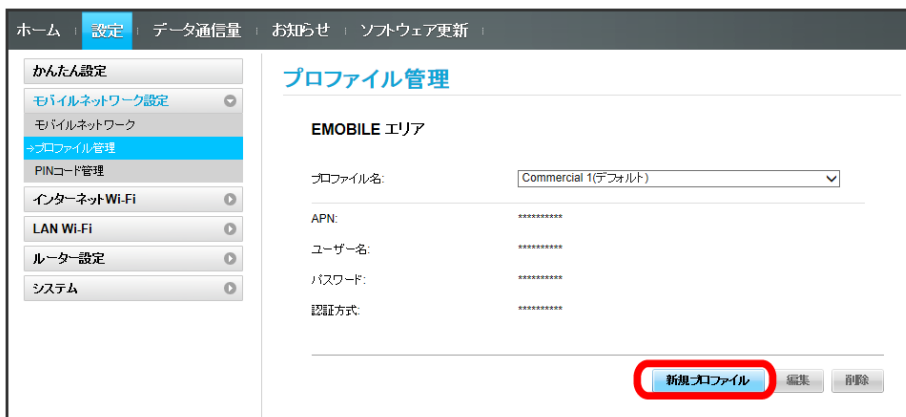 ホーム 設定 データ通信量 お知らせ ソフトウェア更新
かんたん設定
モバイルネットワーク設定
モバイルネットワーク
→プロファイル管理
PINコード管理
インターネットWi-Fi
LAN Wi-Fi
ルーター設定
システム
プロファイル管理
EMOBILE エリア
プロファイル名: Commercial 1(デフォルト)
APN: **********
ユーザー名: **********
パスワード: **********
認証方式: **********
新規プロファイル 編集 削除